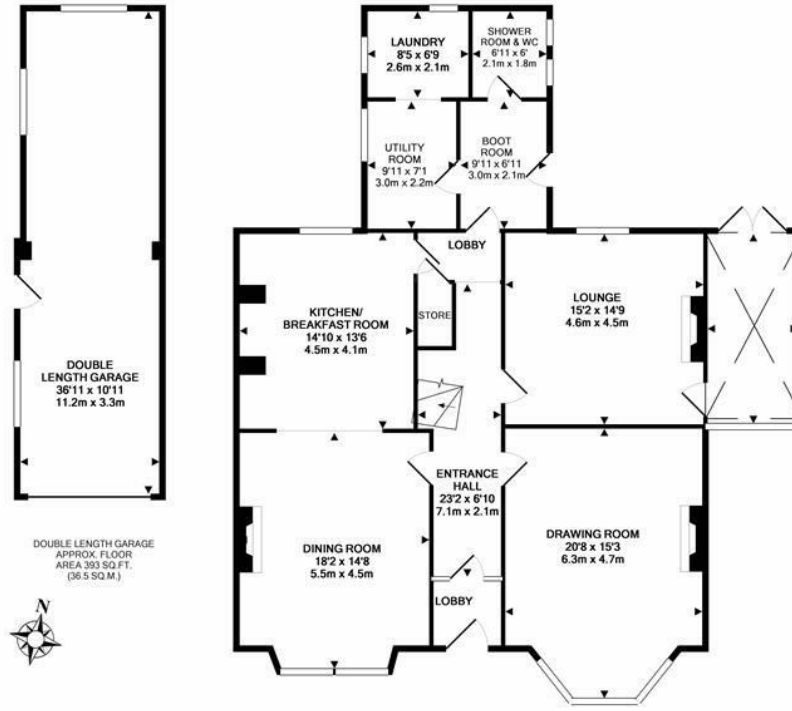 LAUNDRY
8'5 x 6'9
2.6m x 2.1m
SHOWER
ROOM & WC
6'11 x 6'
2.1m x 1.8m
UTILITY
ROOM
9'11 x 7'1
3.0m x 2.2m
BOOT
ROOM
9'11 x 6'11
3.0m x 2.1m
LOBBY
KITCHEN/
BREAKFAST ROOM
14'10 x 13'6
4.5m x 4.1m
STORE
LOUNGE
15'2 x 14'9
4.6m x 4.5m
DOUBLE
LENGTH GARAGE
36'11 x 10'11
11.2m x 3.3m
ENTRANCE
HALL
23'2 x 6'10
7.1m x 2.1m
DINING ROOM
18'2 x 14'8
5.5m x 4.5m
DRAWING ROOM
20'8 x 15'3
6.3m x 4.7m
LOBBY
DOUBLE LENGTH GARAGE
APPROX. FLOOR
AREA 393 SQ.FT.
(36.5 SQ.M.)
N